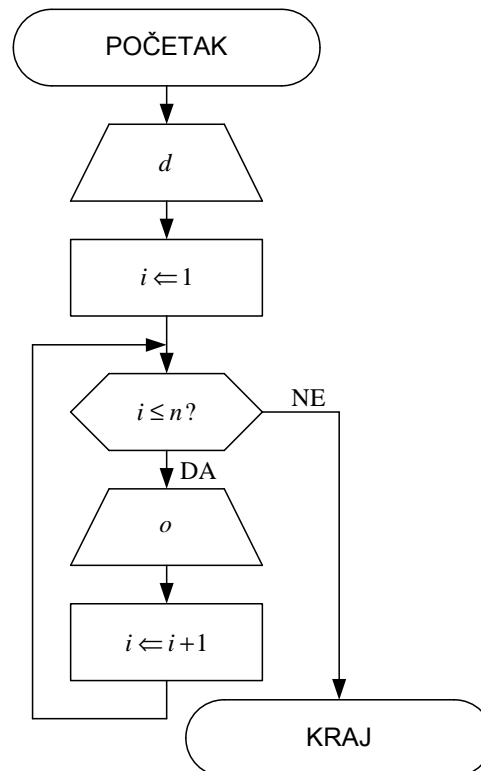 POČETAK
d
i ⇐ 1
i ≤ n?
NE
DA
o
i ⇐ i+1
KRAJ